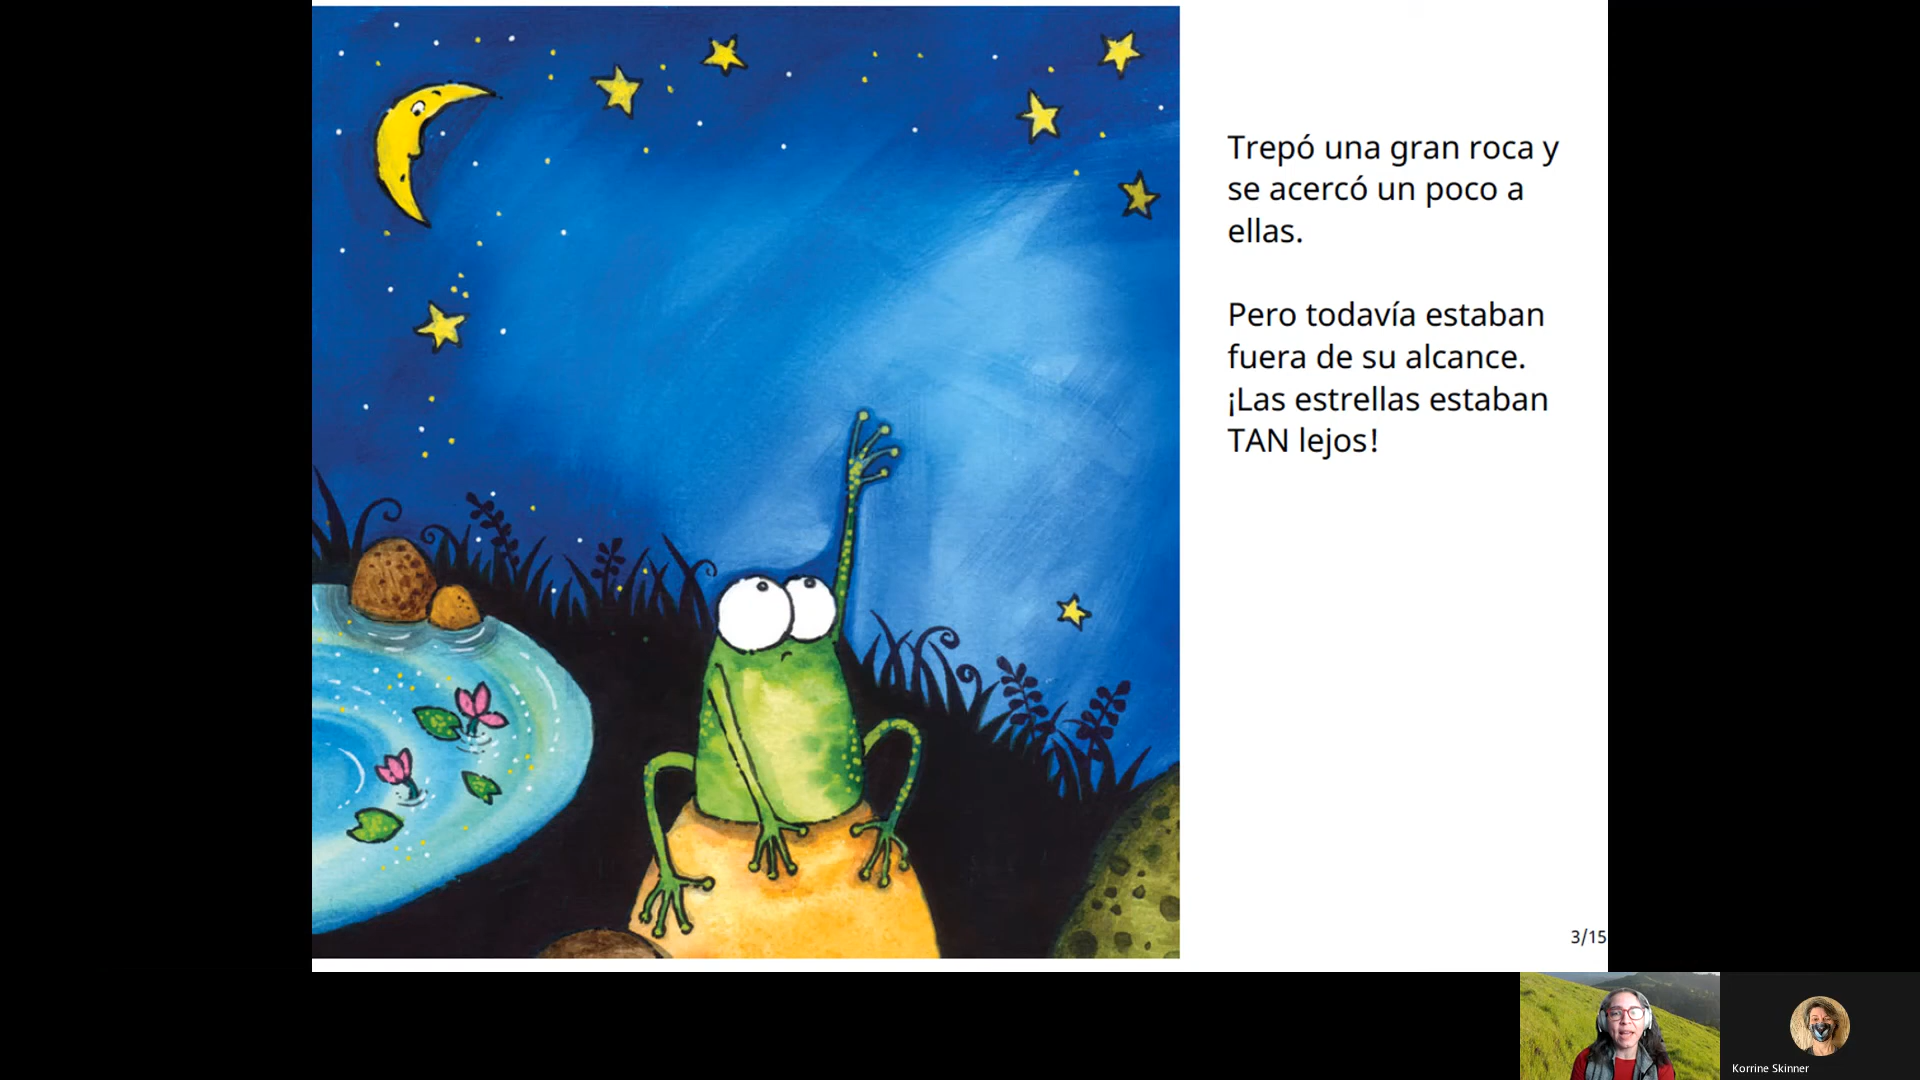 Trepó una gran roca y
se acercó un poco a
ellas.
Pero todavía estaban
fuera de su alcance.
¡Las estrellas estaban
TAN lejos!
3/15
Korrine Skinner